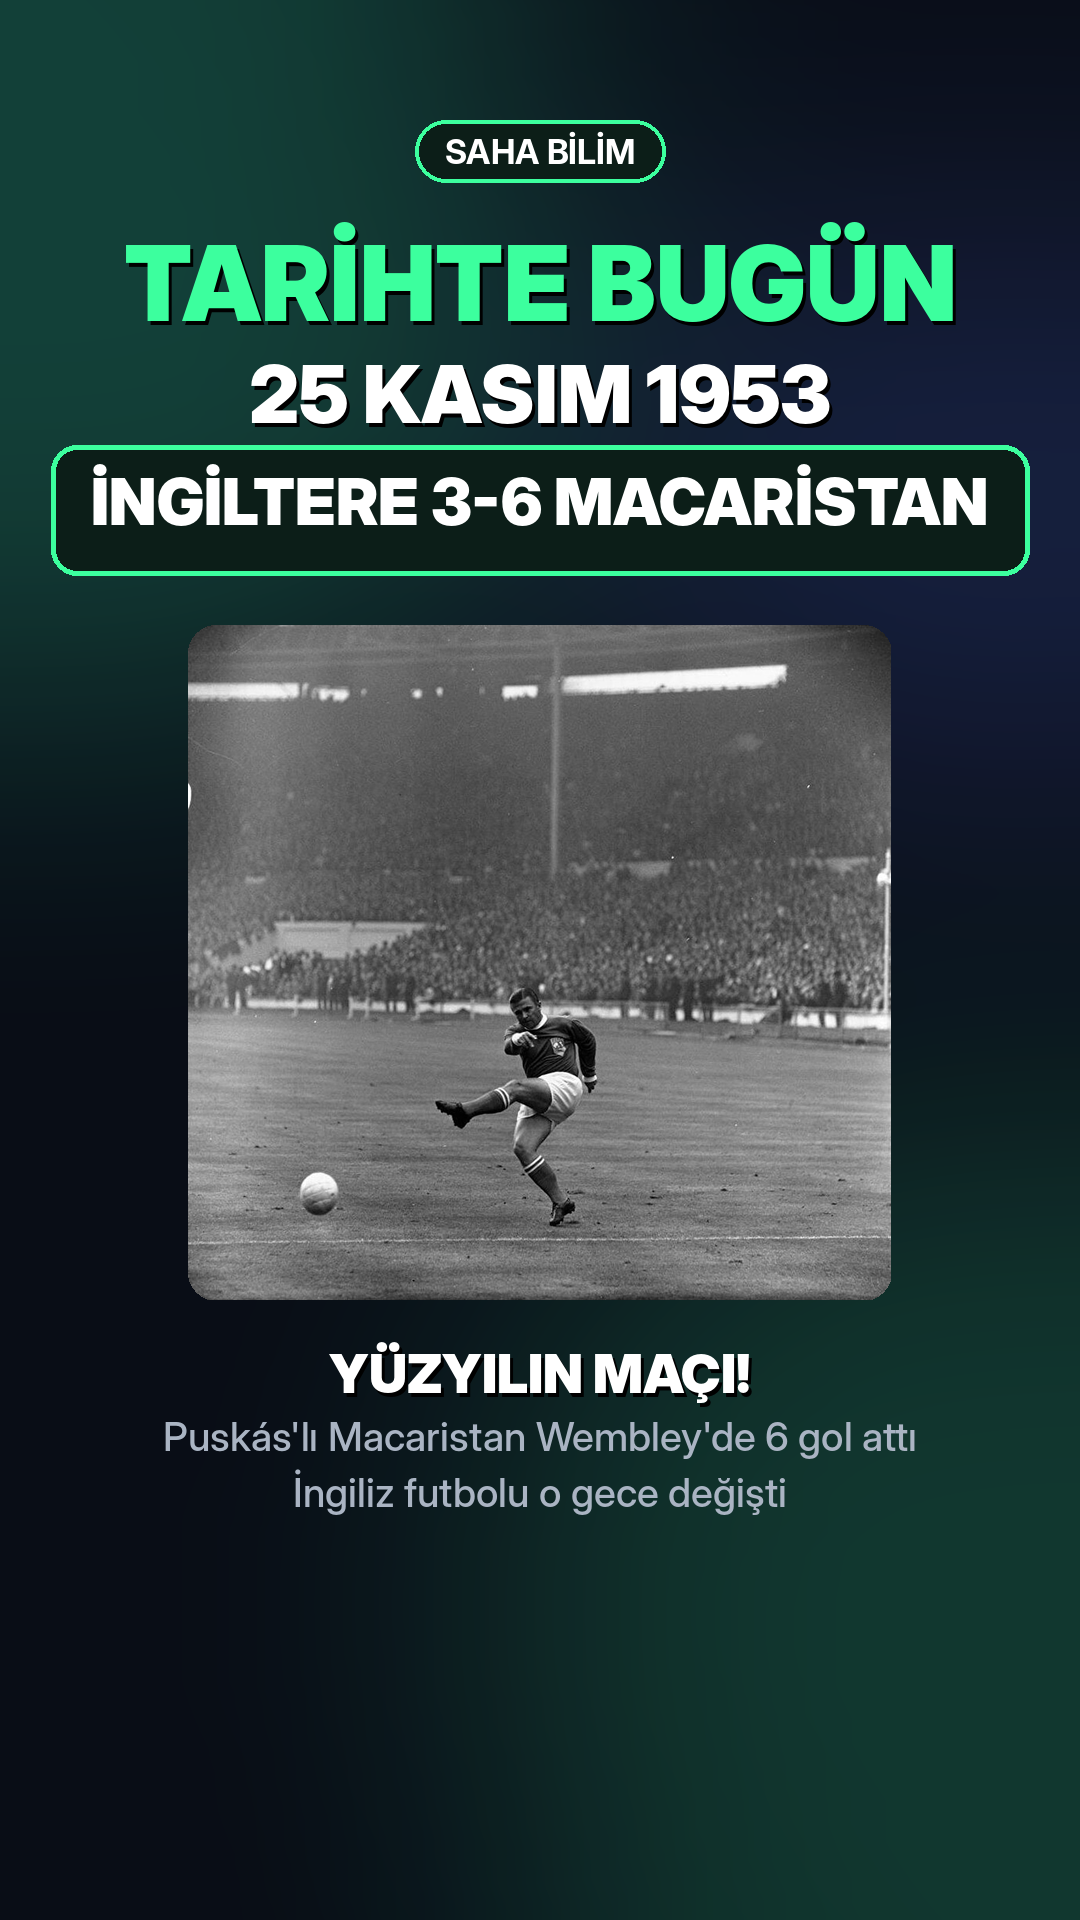 SAHA BİLİM
TARİHTE BUGÜN
25 KASIM 1953
İNGİLTERE 3-6 MACARİSTAN
YÜZYILIN MAÇI!
Puskás'lı Macaristan Wembley'de 6 gol attı
İngiliz futbolu o gece değişti